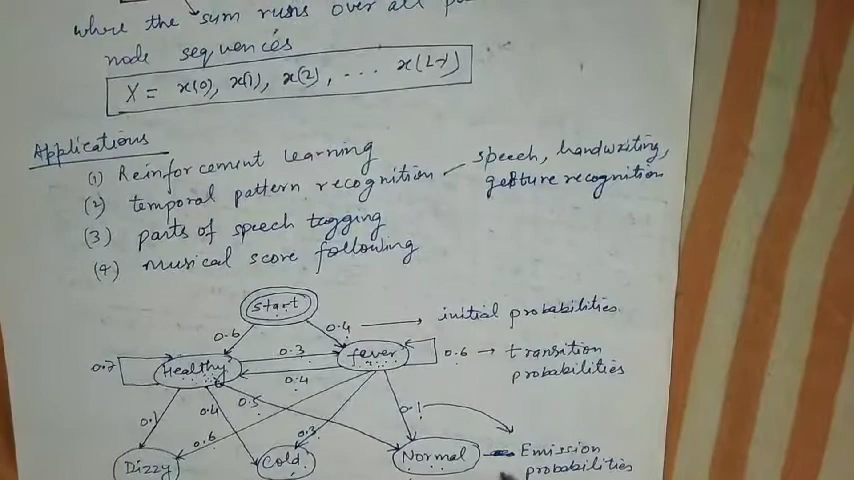 where the sum runs over all
node sequences
X = x(0), x(1), x(2), ... x(L-1)
Applications
(1) Reinforcement learning
(2) temporal pattern recognition - speech, handwriting,
gesture recognition
(3) parts of speech tagging
(4) musical score following
Start
0.6
0.4
initial probabilities.
0.7
Healthy
0.3
0.4
fever
0.6 → transition
probabilities
0.1
0.4
0.5
0.6
0.3
0.1
Dizzy
Cold
Normal
Emission
probabilities